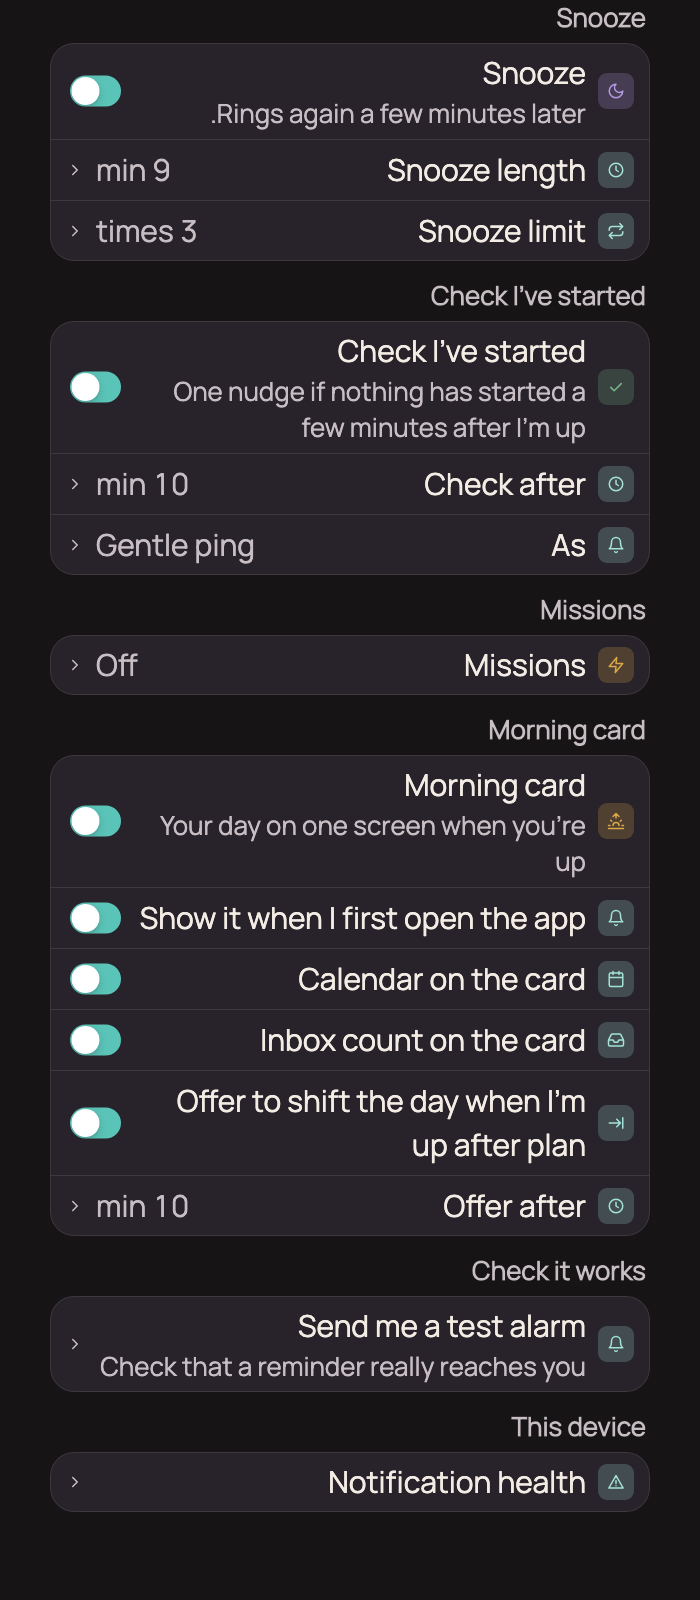 Snooze
Snooze
.Rings again a few minutes later
Snooze length
min 9
Snooze limit
times 3
Check I've started
Check I've started
One nudge if nothing has started a
few minutes after I'm up
Check after
min 10
As
Gentle ping
Missions
Missions
Off
Morning card
Morning card
Your day on one screen when you're
up
Show it when I first open the app
Calendar on the card
Inbox count on the card
Offer to shift the day when I'm
up after plan
Offer after
min 10
Check it works
Send me a test alarm
Check that a reminder really reaches you
This device
Notification health